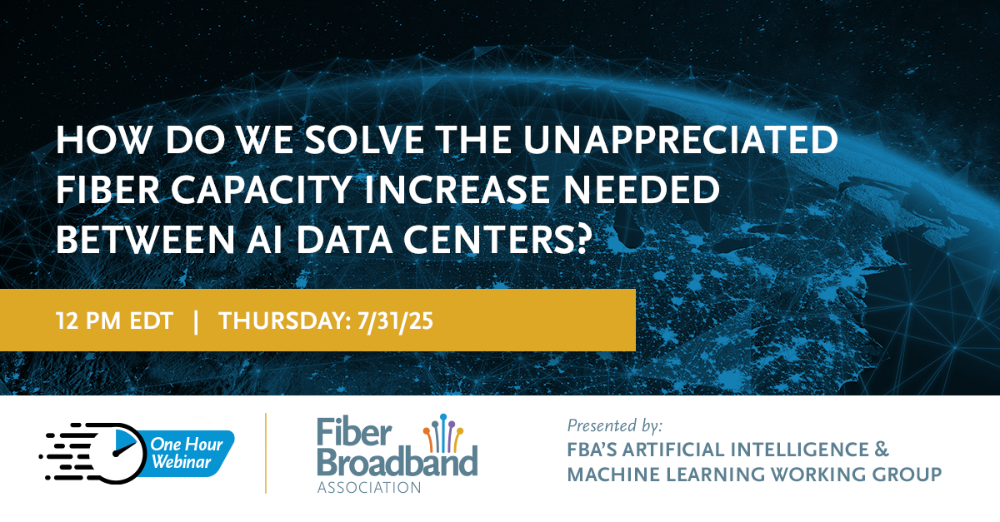 HOW DO WE SOLVE THE UNAPPRECIATED
FIBER CAPACITY INCREASE NEEDED
BETWEEN AI DATA CENTERS?
12 PM EDT | THURSDAY: 7/31/25
One Hour
Webinar
Fiber
Broadband
ASSOCIATION
Presented by:
FBA'S ARTIFICIAL INTELLIGENCE &
MACHINE LEARNING WORKING GROUP